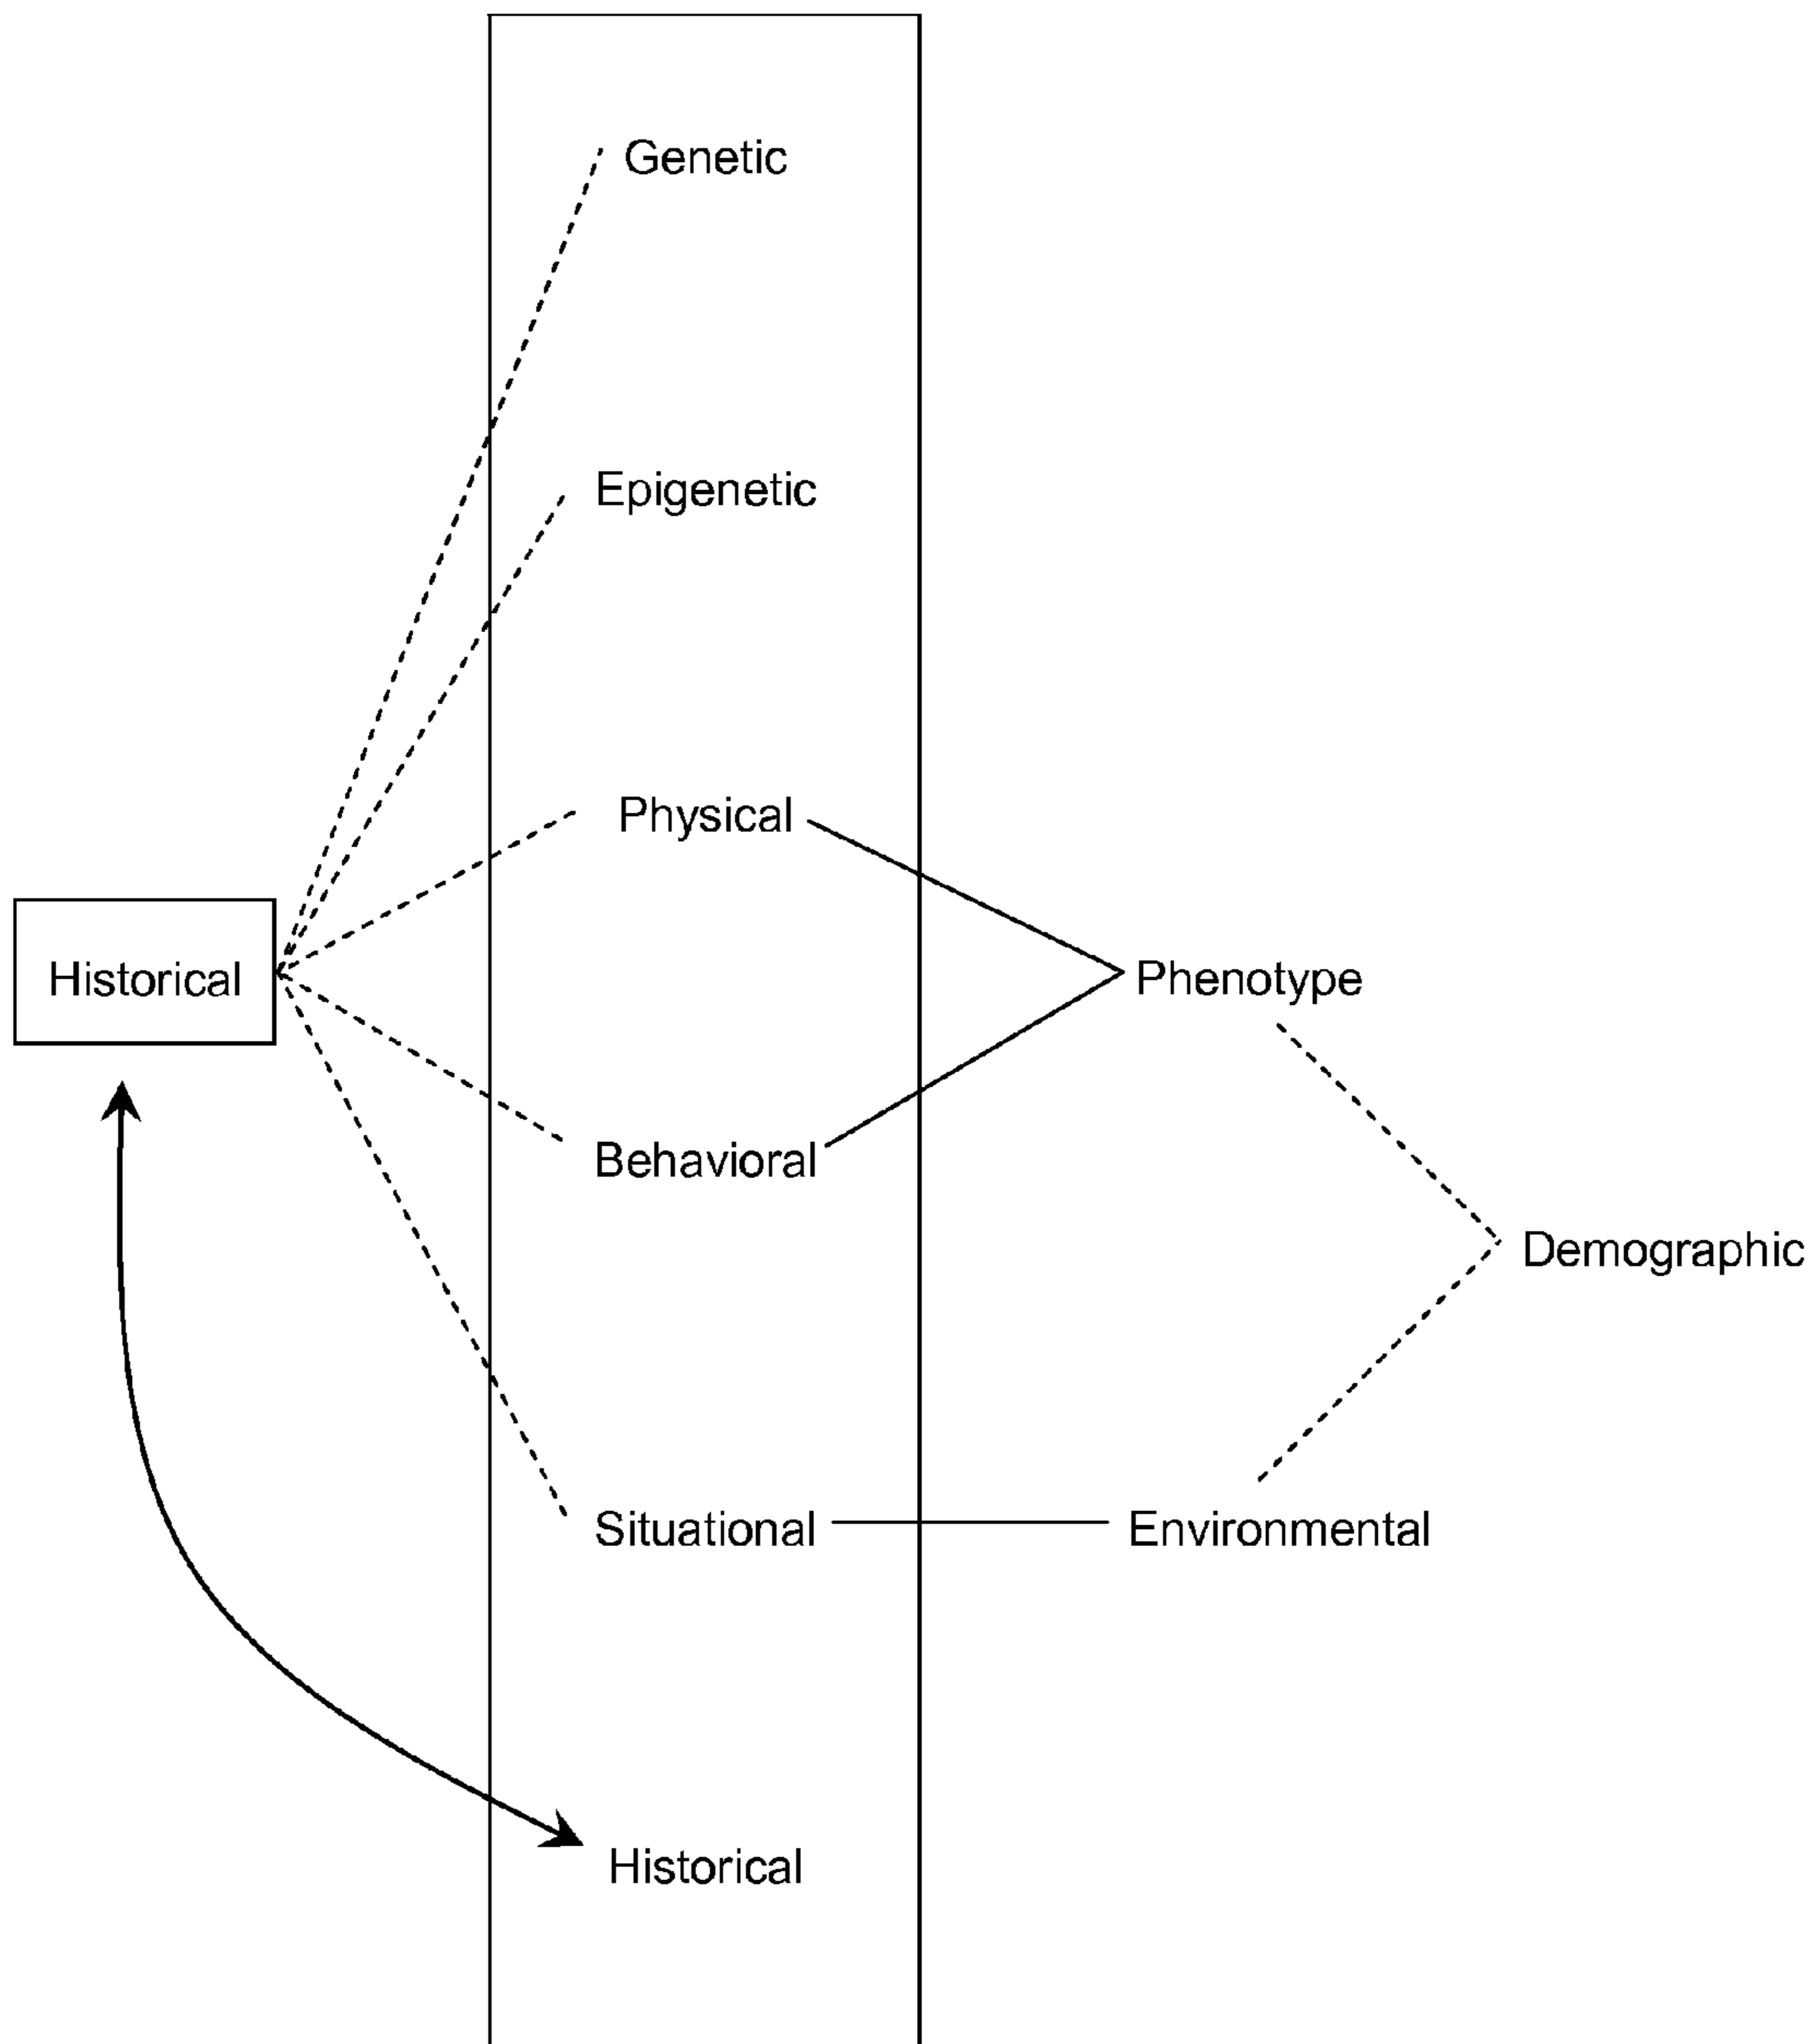 Genetic
Epigenetic
Physical
Historical
Phenotype
Behavioral
Demographic
Situational
Environmental
Historical